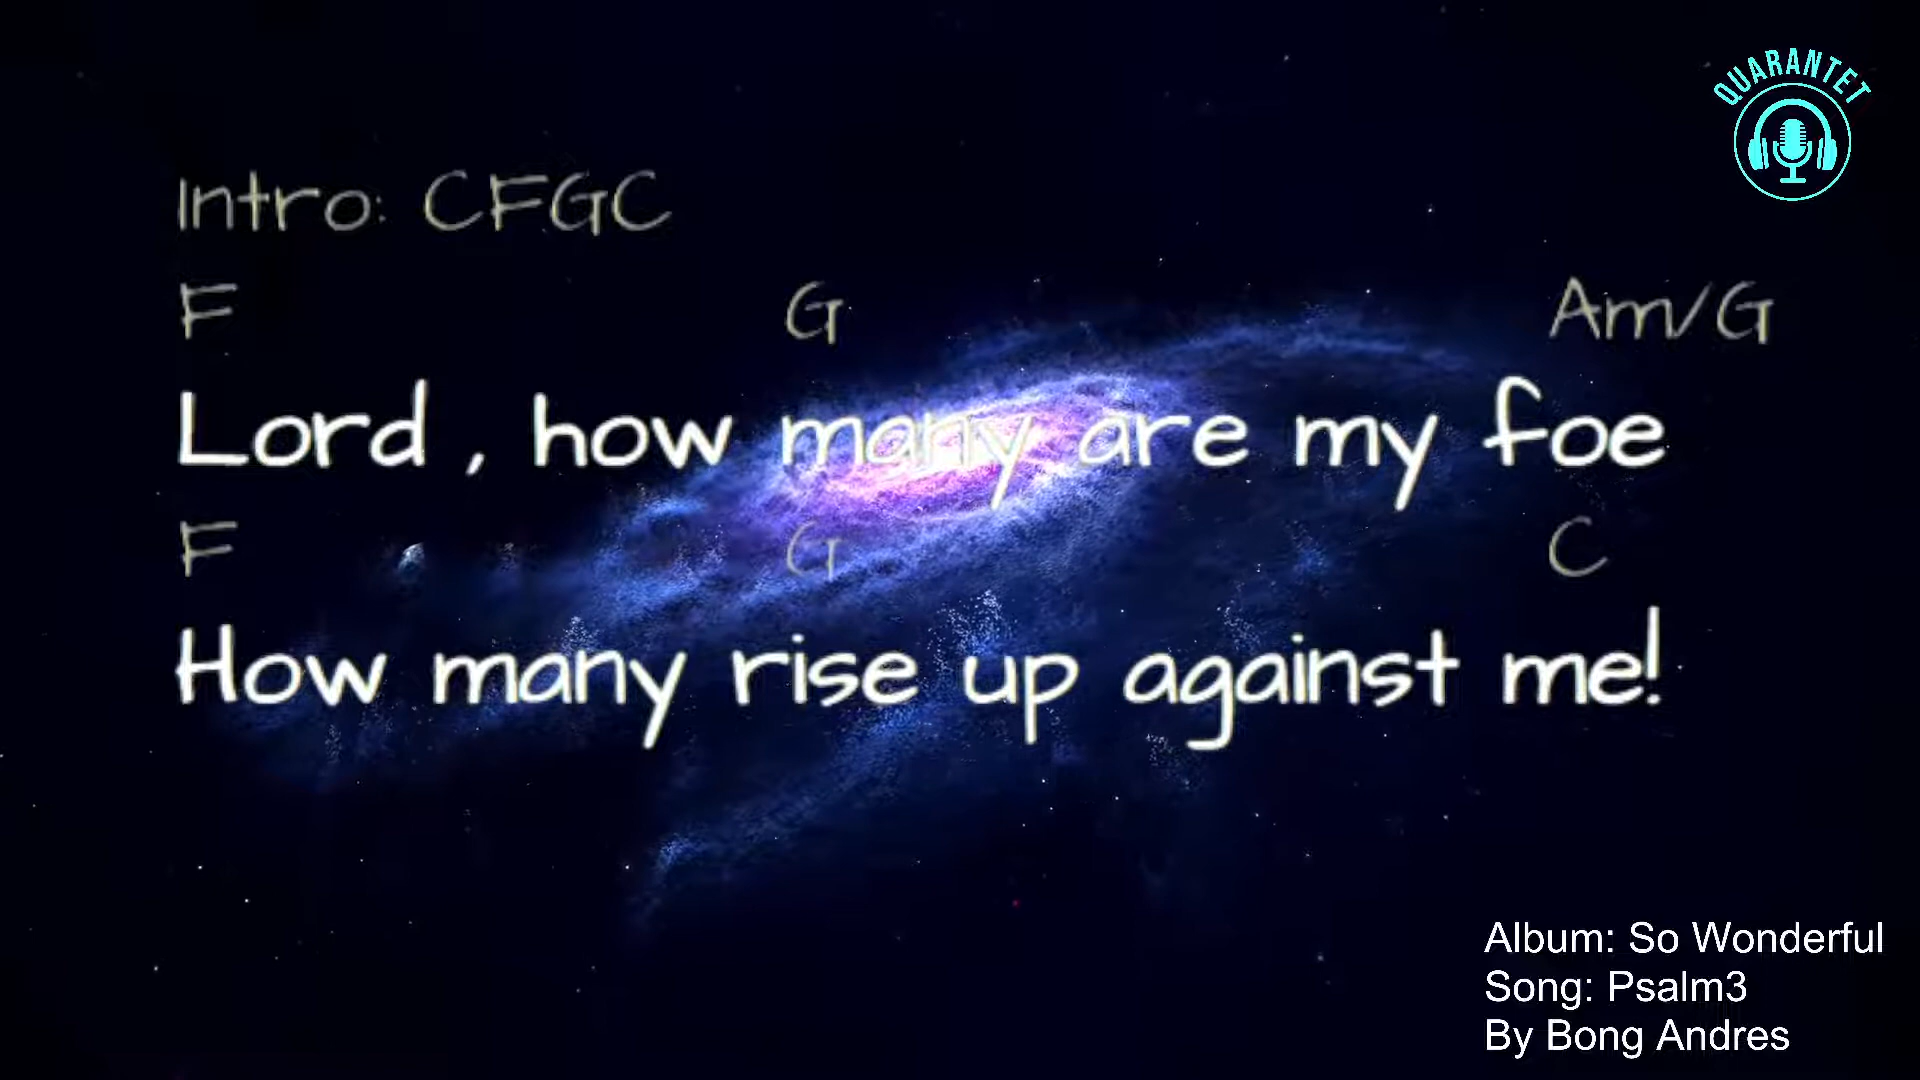 QUARANTET
Intro: CFGC
F G Am/G
Lord , how many are my foe
F G C
How many rise up against me!
Album: So Wonderful
Song: Psalm3
By Bong Andres